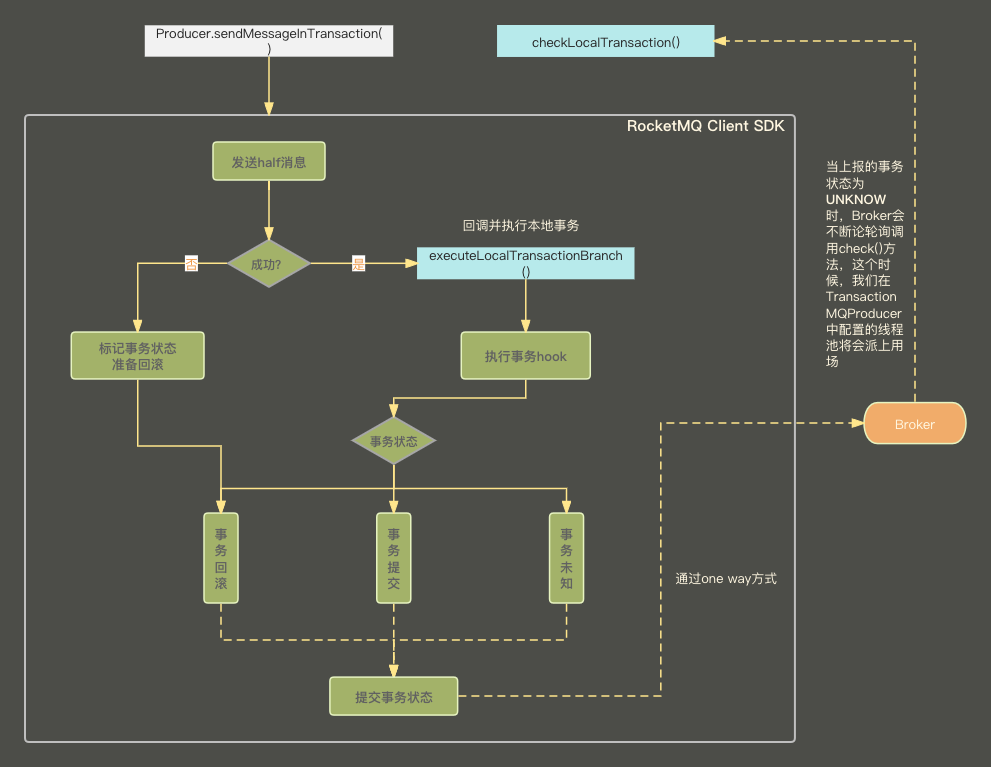 Producer.sendMessageInTransaction(
)
checkLocalTransaction()
RocketMQ Client SDK
发送half消息
回调并执行本地事务
成功?
否
是
executeLocalTransactionBranch
()
标记事务状态
准备回滚
执行事务hook
事务状态
事
务
回
滚
事
务
提
交
事
务
未
知
提交事务状态
通过one way方式
当上报的事务
状态为
UNKNOW
时，Broker会
不断论轮询调
用check()方
法，这个时
候，我们在
Transaction
MQProducer
中配置的线程
池将会派上用
场
Broker